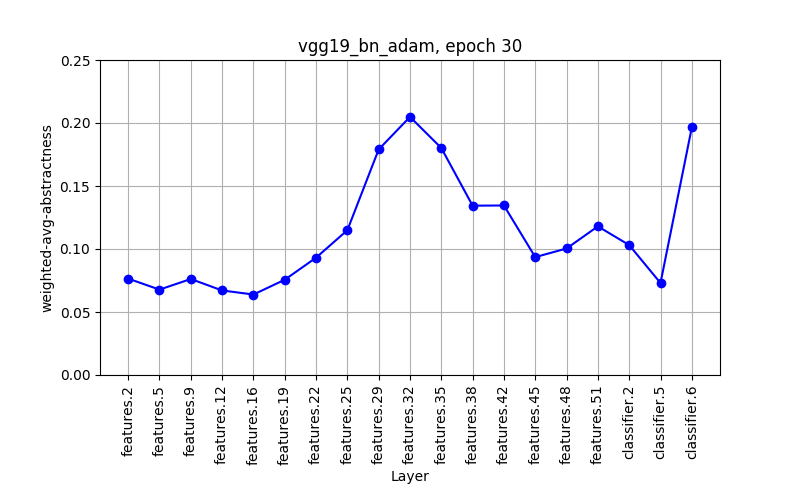 vgg19_bn_adam, epoch 30
weighted-avg-abstractness
0.25
0.20
0.15
0.10
0.05
0.00
features.2
features.5
features.9
features.12
features.16
features.19
features.22
features.25
features.29
features.32
features.35
features.38
features.42
features.45
features.48
features.51
classifier.2
classifier.5
classifier.6
Layer